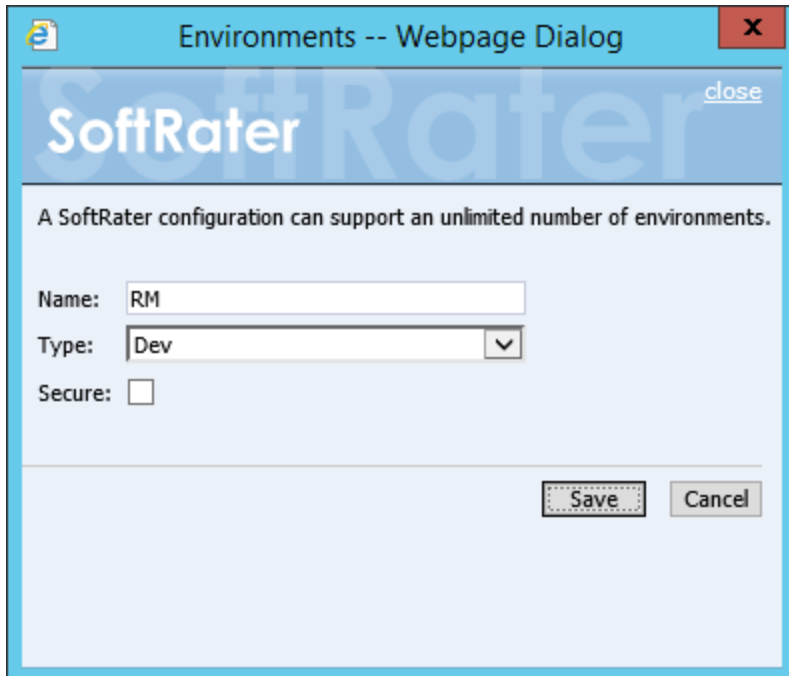 Environments -- Webpage Dialog
x
close
SoftRater
SoftRater
A SoftRater configuration can support an unlimited number of environments.
Name: RM
Type: Dev
Secure:
Save Cancel